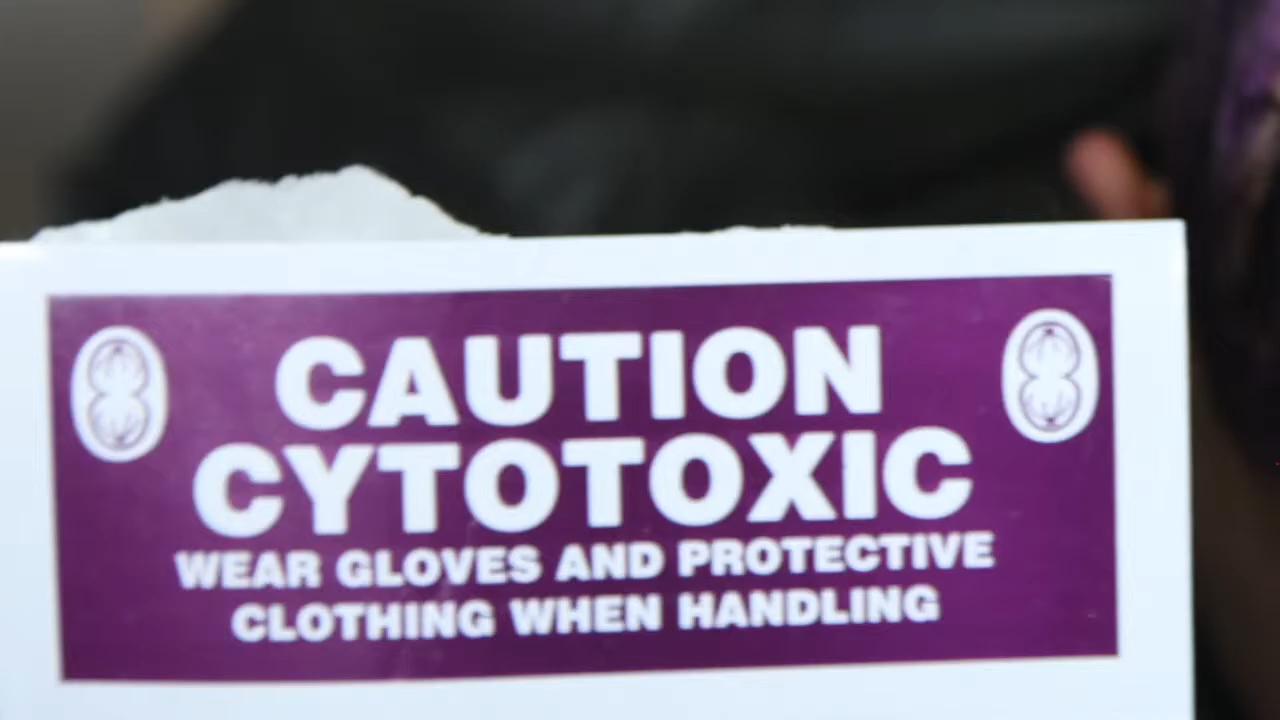 CAUTION
CYTOTOXIC
WEAR GLOVES AND PROTECTIVE
CLOTHING WHEN HANDLING